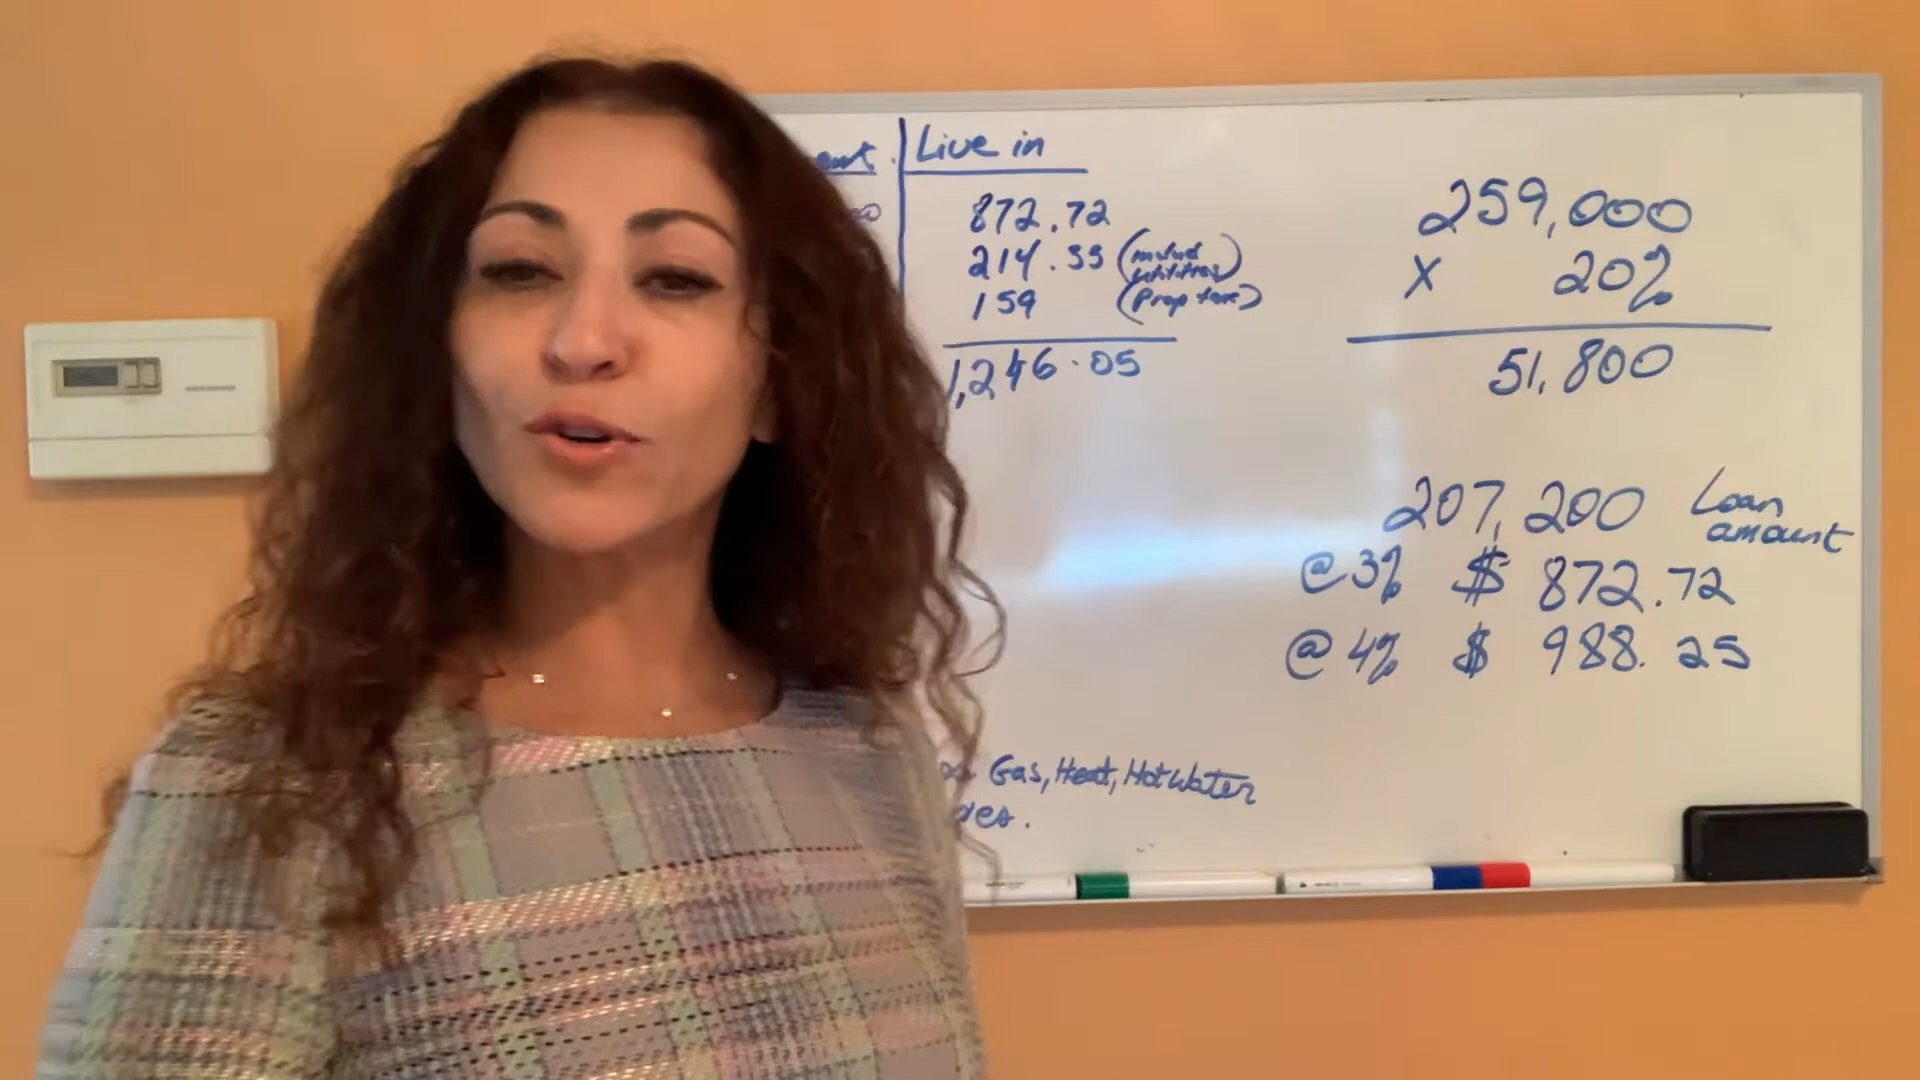 Live in
872.72
214.33 (mutual
utilities)
159 (Prop tax)
1,246.05
259,000
X 20%
51,800
207,200 Loan
amount
@ 3% $ 872.72
@ 4% $ 988.25
Gas, Heat, Hot Water